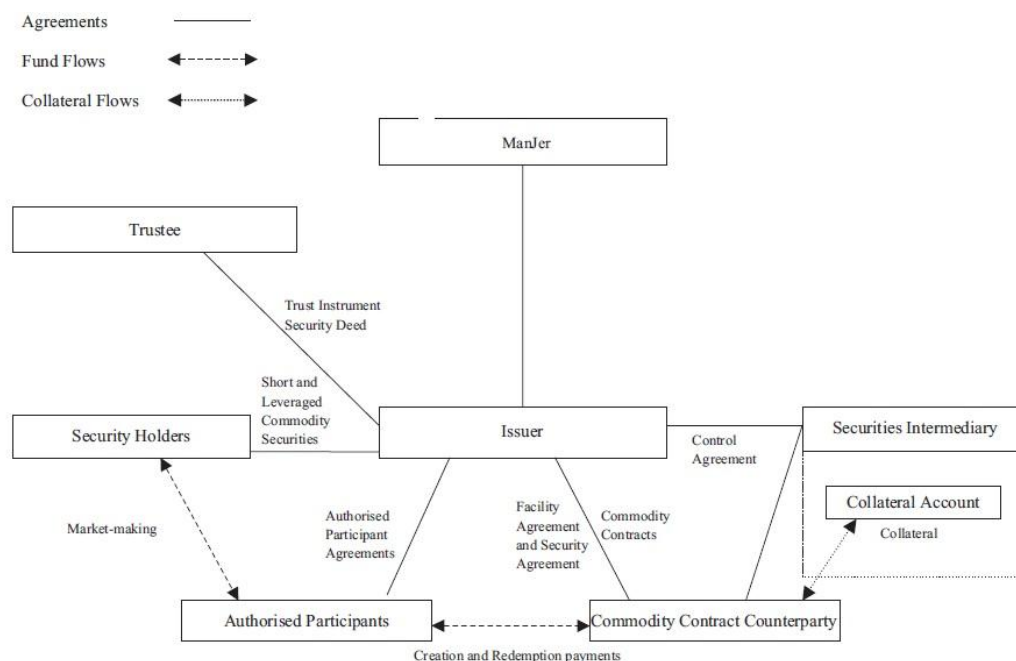 Agreements
Fund Flows
Collateral Flows
ManJer
Trustee
Trust Instrument
Security Deed
Short and
Leveraged
Commodity
Securities
Security Holders
Issuer
Securities Intermediary
Control
Agreement
Collateral Account
Collateral
Market-making
Authorised
Participant
Agreements
Facility
Agreement
and Security
Agreement
Commodity
Contracts
Authorised Participants
Commodity Contract Counterparty
Creation and Redemption payments